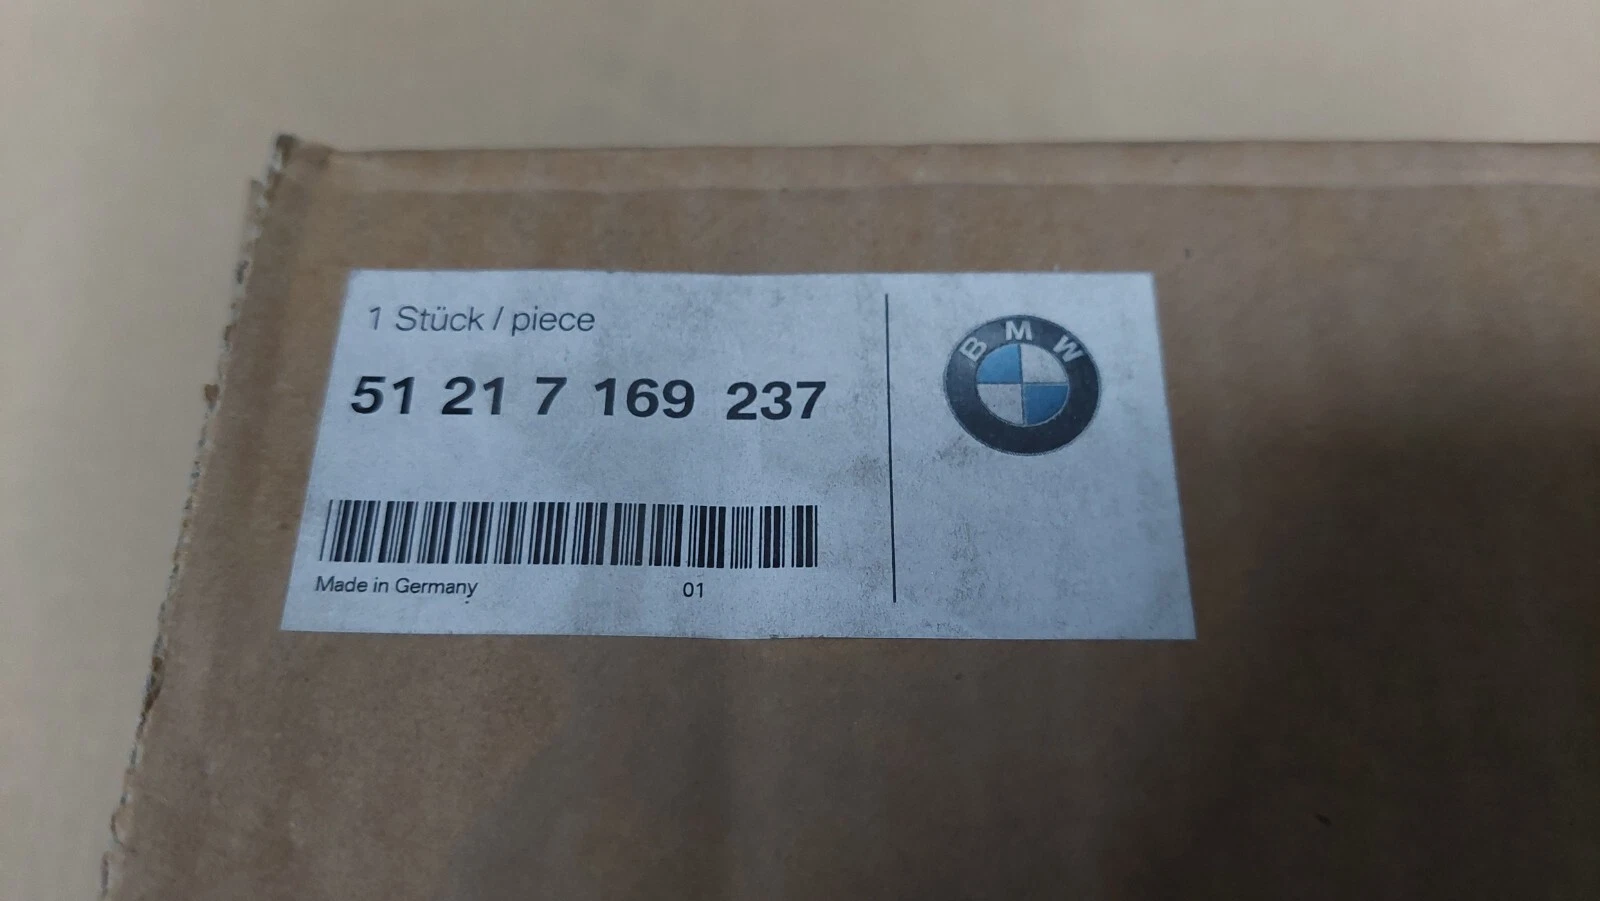 1 Stück / piece
51 21 7 169 237
Made in Germany 01
BMW